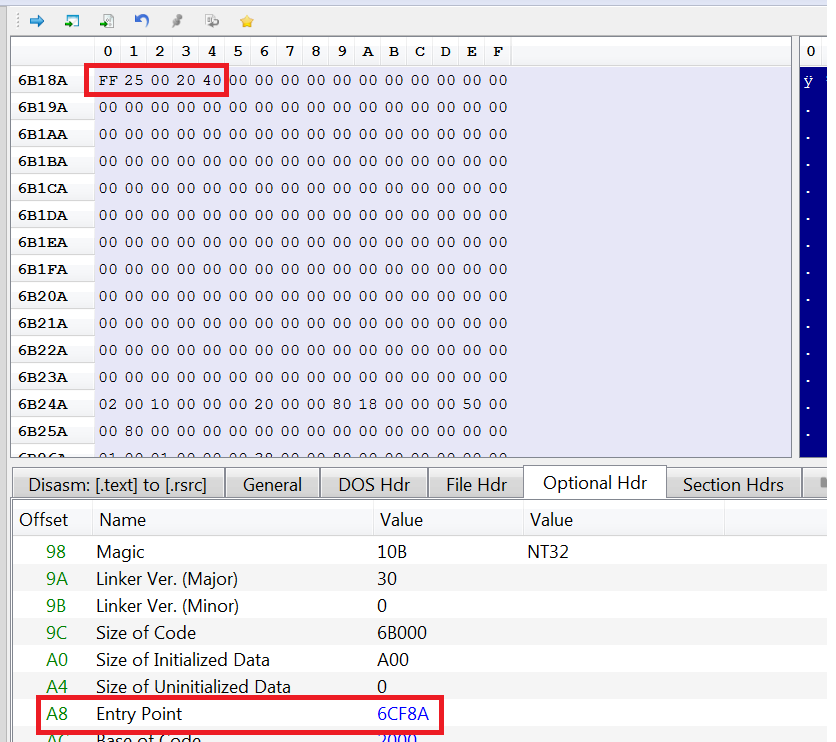 0 1 2 3 4 5 6 7 8 9 A B C D E F 0
6B18A FF 25 00 20 40 00 00 00 00 00 00 00 00 00 00 00 ÿ
6B19A 00 00 00 00 00 00 00 00 00 00 00 00 00 00 00 00 .
6B1AA 00 00 00 00 00 00 00 00 00 00 00 00 00 00 00 00 .
6B1BA 00 00 00 00 00 00 00 00 00 00 00 00 00 00 00 00 .
6B1CA 00 00 00 00 00 00 00 00 00 00 00 00 00 00 00 00 .
6B1DA 00 00 00 00 00 00 00 00 00 00 00 00 00 00 00 00 .
6B1EA 00 00 00 00 00 00 00 00 00 00 00 00 00 00 00 00 .
6B1FA 00 00 00 00 00 00 00 00 00 00 00 00 00 00 00 00 .
6B20A 00 00 00 00 00 00 00 00 00 00 00 00 00 00 00 00 .
6B21A 00 00 00 00 00 00 00 00 00 00 00 00 00 00 00 00 .
6B22A 00 00 00 00 00 00 00 00 00 00 00 00 00 00 00 00 .
6B23A 00 00 00 00 00 00 00 00 00 00 00 00 00 00 00 00 .
6B24A 02 00 10 00 00 00 20 00 00 80 18 00 00 00 50 00 .
6B25A 00 80 00 00 00 00 00 00 00 00 00 00 00 00 00 00 .
Disasm: [.text] to [.rsrc] General DOS Hdr File Hdr Optional Hdr Section Hdrs
Offset Name Value Value
98 Magic 10B NT32
9A Linker Ver. (Major) 30
9B Linker Ver. (Minor) 0
9C Size of Code 6B000
A0 Size of Initialized Data A00
A4 Size of Uninitialized Data 0
A8 Entry Point 6CF8A
AC Base of Code 2000